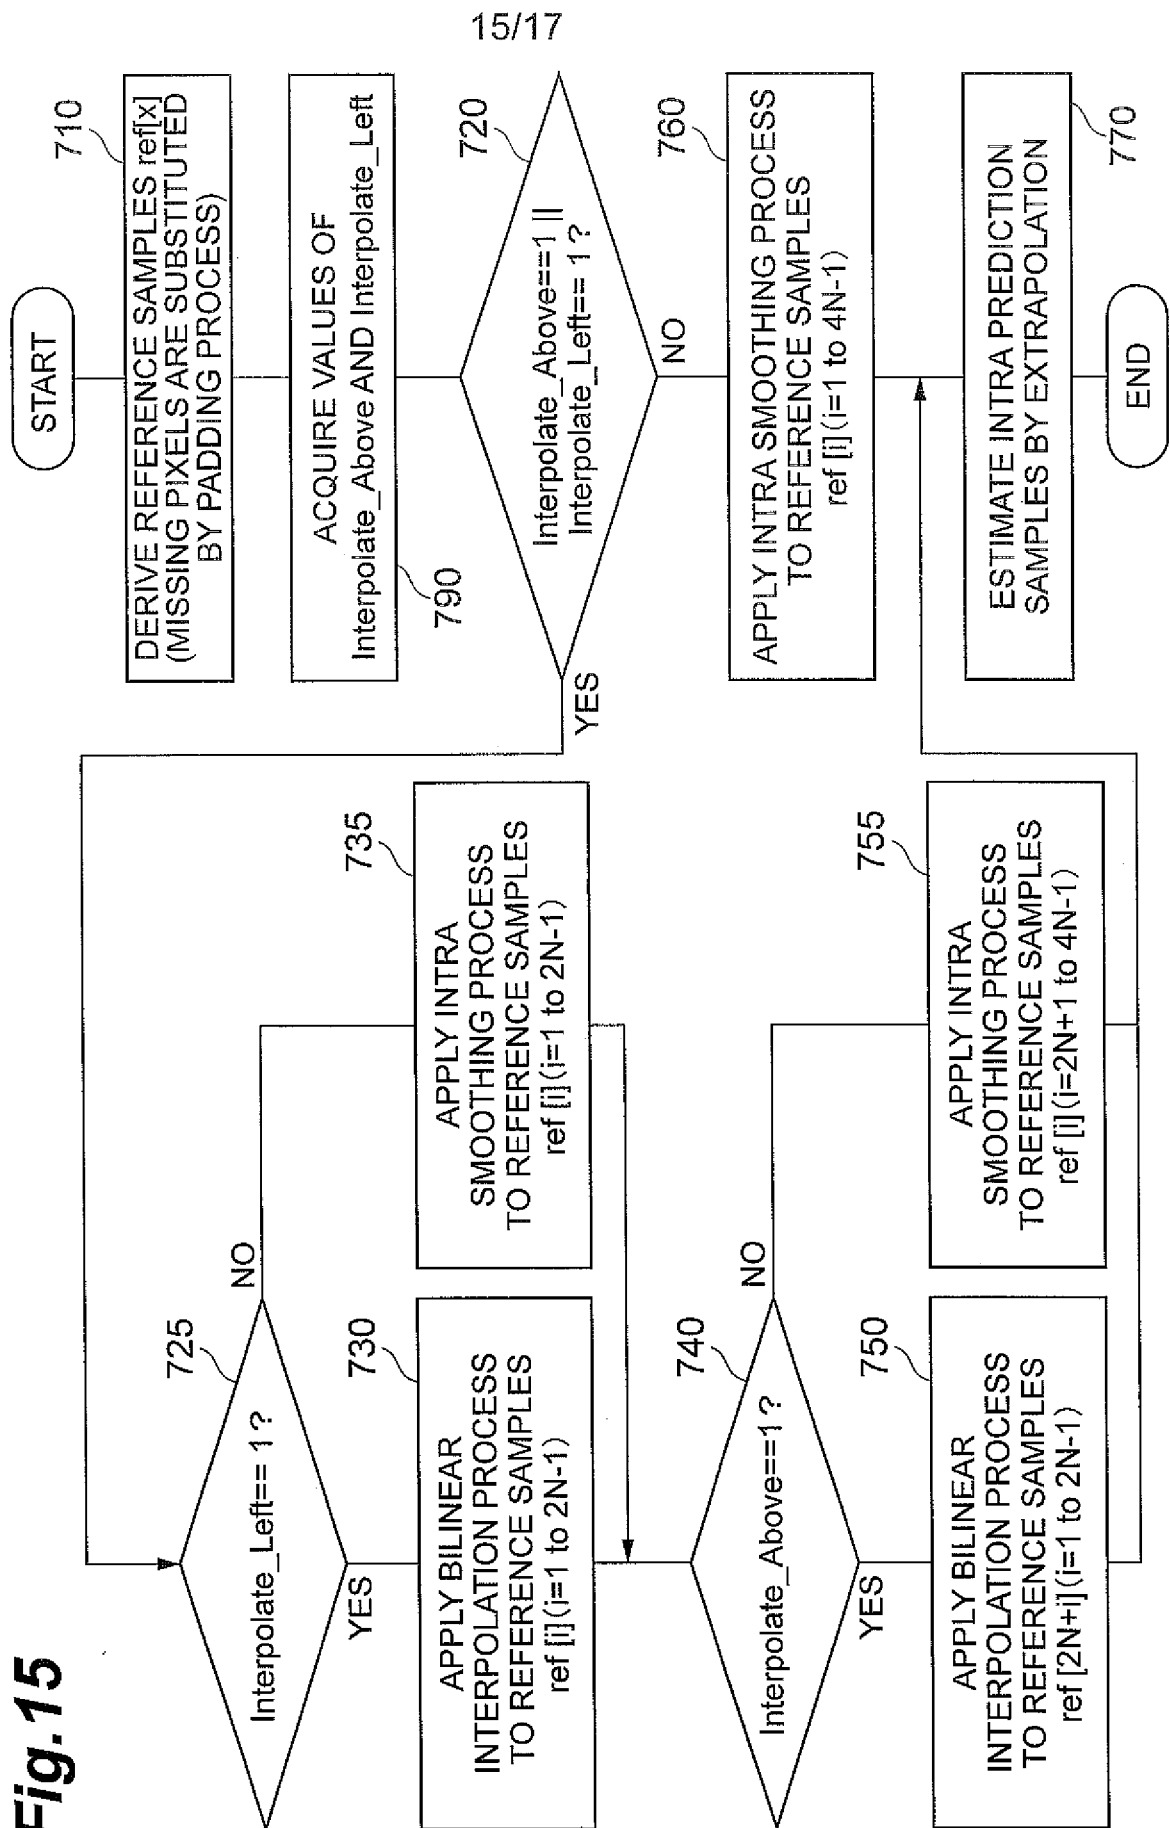 15/17
Fig.15
START
710
DERIVE REFERENCE SAMPLES ref[x]
(MISSING PIXELS ARE SUBSTITUTED
BY PADDING PROCESS)
ACQUIRE VALUES OF
Interpolate_Above AND Interpolate_Left
790
720
Interpolate_Above==1 ||
Interpolate_Left== 1 ?
YES
NO
760
APPLY INTRA SMOOTHING PROCESS
TO REFERENCE SAMPLES
ref [i](i=1 to 4N-1)
ESTIMATE INTRA PREDICTION
SAMPLES BY EXTRAPOLATION
770
END
725
Interpolate_Left== 1 ?
NO
YES
730
APPLY BILINEAR
INTERPOLATION PROCESS
TO REFERENCE SAMPLES
ref [i](i=1 to 2N-1)
735
APPLY INTRA
SMOOTHING PROCESS
TO REFERENCE SAMPLES
ref [i](i=1 to 2N-1)
740
Interpolate_Above==1 ?
NO
YES
750
APPLY BILINEAR
INTERPOLATION PROCESS
TO REFERENCE SAMPLES
ref [2N+i](i=1 to 2N-1)
755
APPLY INTRA
SMOOTHING PROCESS
TO REFERENCE SAMPLES
ref [i](i=2N+1 to 4N-1)